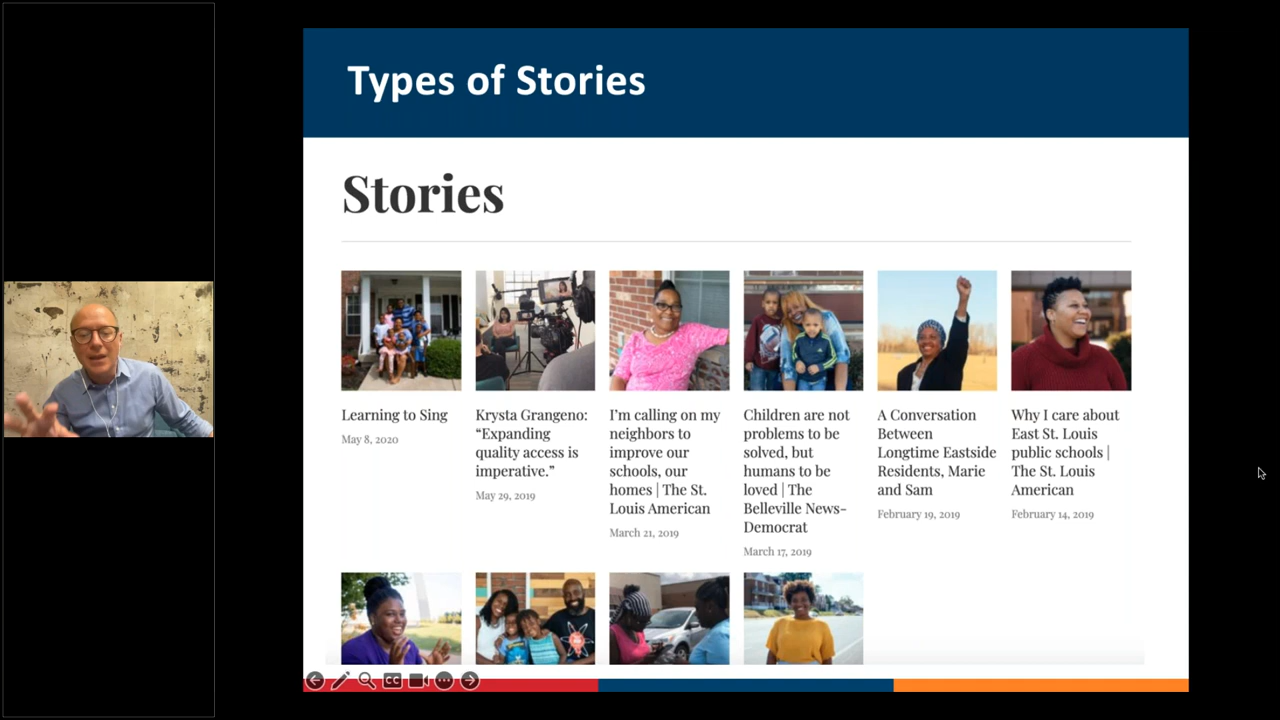 Types of Stories
Stories
Learning to Sing
May 8, 2020
Krysta Grangeno:
“Expanding
quality access is
imperative.”
May 29, 2019
I’m calling on my
neighbors to
improve our
schools, our
homes | The St.
Louis American
March 21, 2019
Children are not
problems to be
solved, but
humans to be
loved | The
Belleville News-
Democrat
March 17, 2019
A Conversation
Between
Longtime Eastside
Residents, Marie
and Sam
February 19, 2019
Why I care about
East St. Louis
public schools |
The St. Louis
American
February 14, 2019
CC